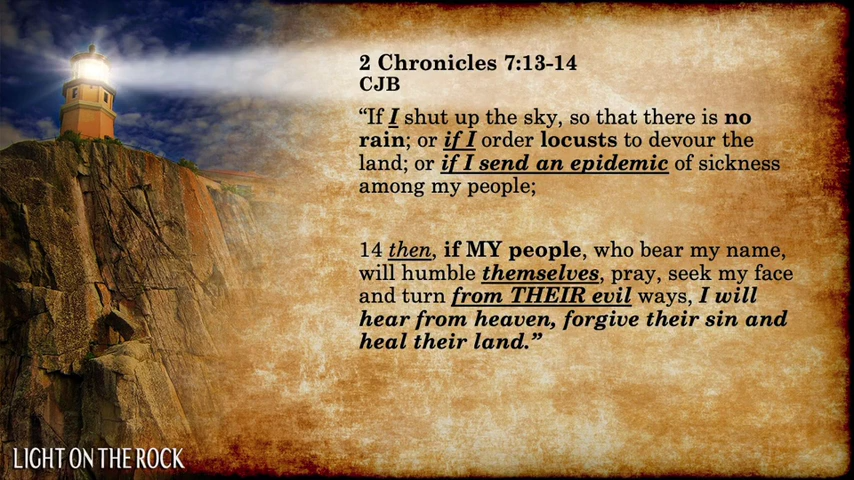 2 Chronicles 7:13-14
CJB
“If I shut up the sky, so that there is no
rain; or if I order locusts to devour the
land; or if I send an epidemic of sickness
among my people;
14 then, if MY people, who bear my name,
will humble themselves, pray, seek my face
and turn from THEIR evil ways, I will
hear from heaven, forgive their sin and
heal their land.”
LIGHT ON THE ROCK